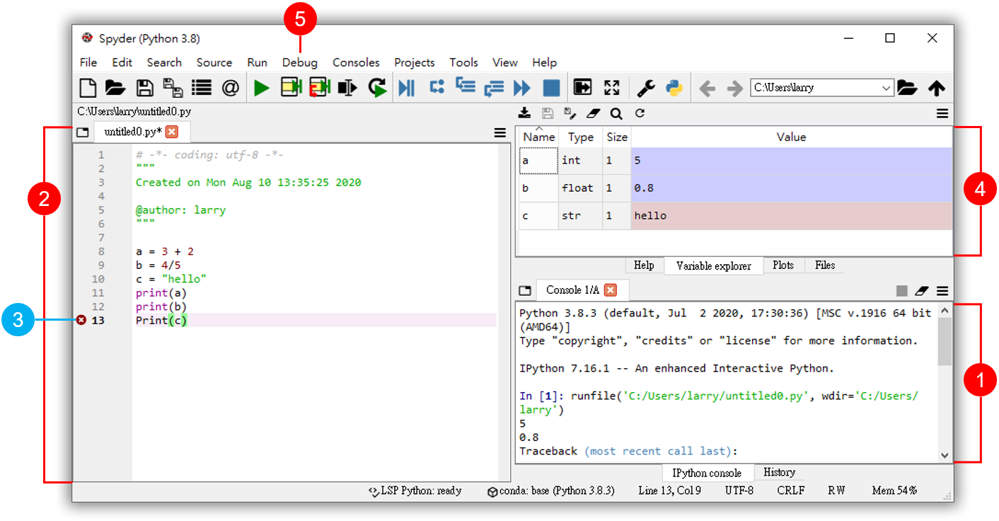 5
Spyder (Python 3.8)
File Edit Search Source Run Debug Consoles Projects Tools View Help
C:\Users\larry
C:\Users\larry\untitled0.py
untitled0.py*
2
3
1 # -*- coding: utf-8 -*-
2 """
3 Created on Mon Aug 10 13:35:25 2020
4
5 @author: larry
6 """
7
8 a = 3 + 2
9 b = 4/5
10 c = "hello"
11 print(a)
12 print(b)
13 Print(c)
Name Type Size Value
a int 1 5
b float 1 0.8
c str 1 hello
4
Help Variable explorer Plots Files
Console 1/A
Python 3.8.3 (default, Jul  2 2020, 17:30:36) [MSC v.1916 64 bit
(AMD64)]
Type "copyright", "credits" or "license" for more information.
IPython 7.16.1 -- An enhanced Interactive Python.
In [1]: runfile('C:/Users/larry/untitled0.py', wdir='C:/Users/
larry')
5
0.8
Traceback (most recent call last):
1
IPython console History
LSP Python: ready conda: base (Python 3.8.3) Line 13, Col 9 UTF-8 CRLF RW Mem 54%